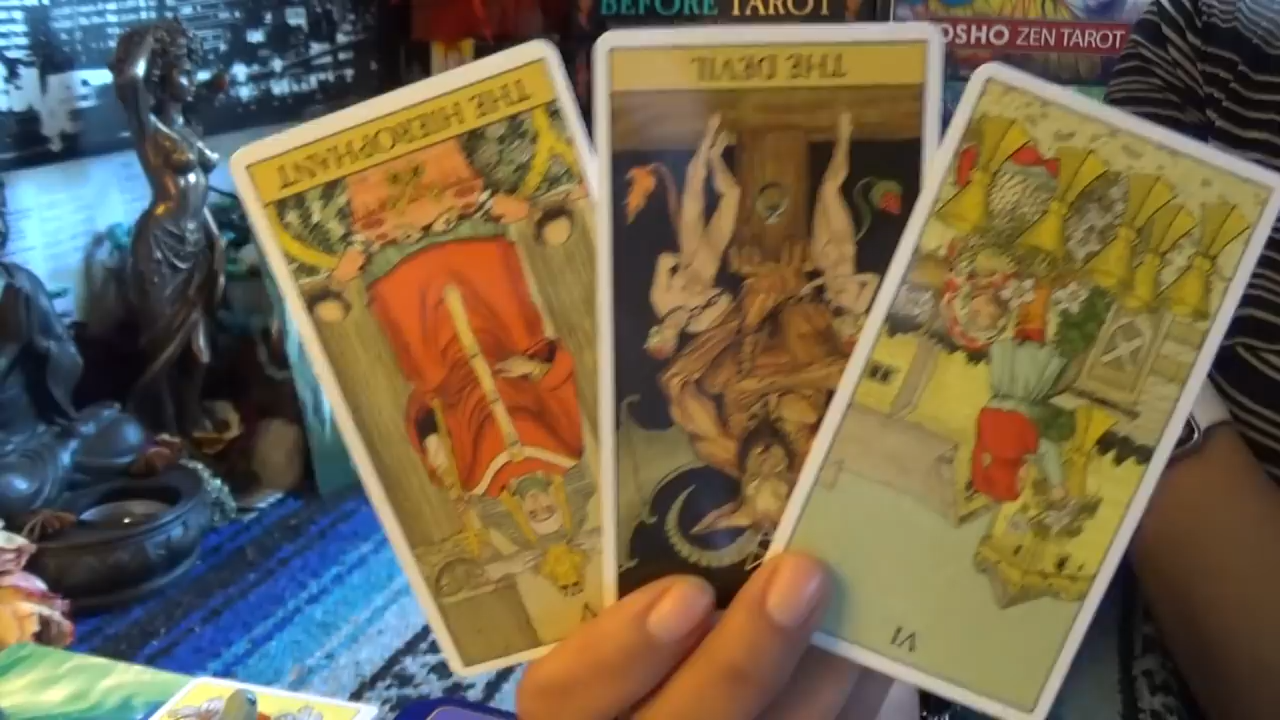 BEFORE TAROT
OSHO ZEN TAROT
THE HIEROPHANT
THE DEVIL
V
VI